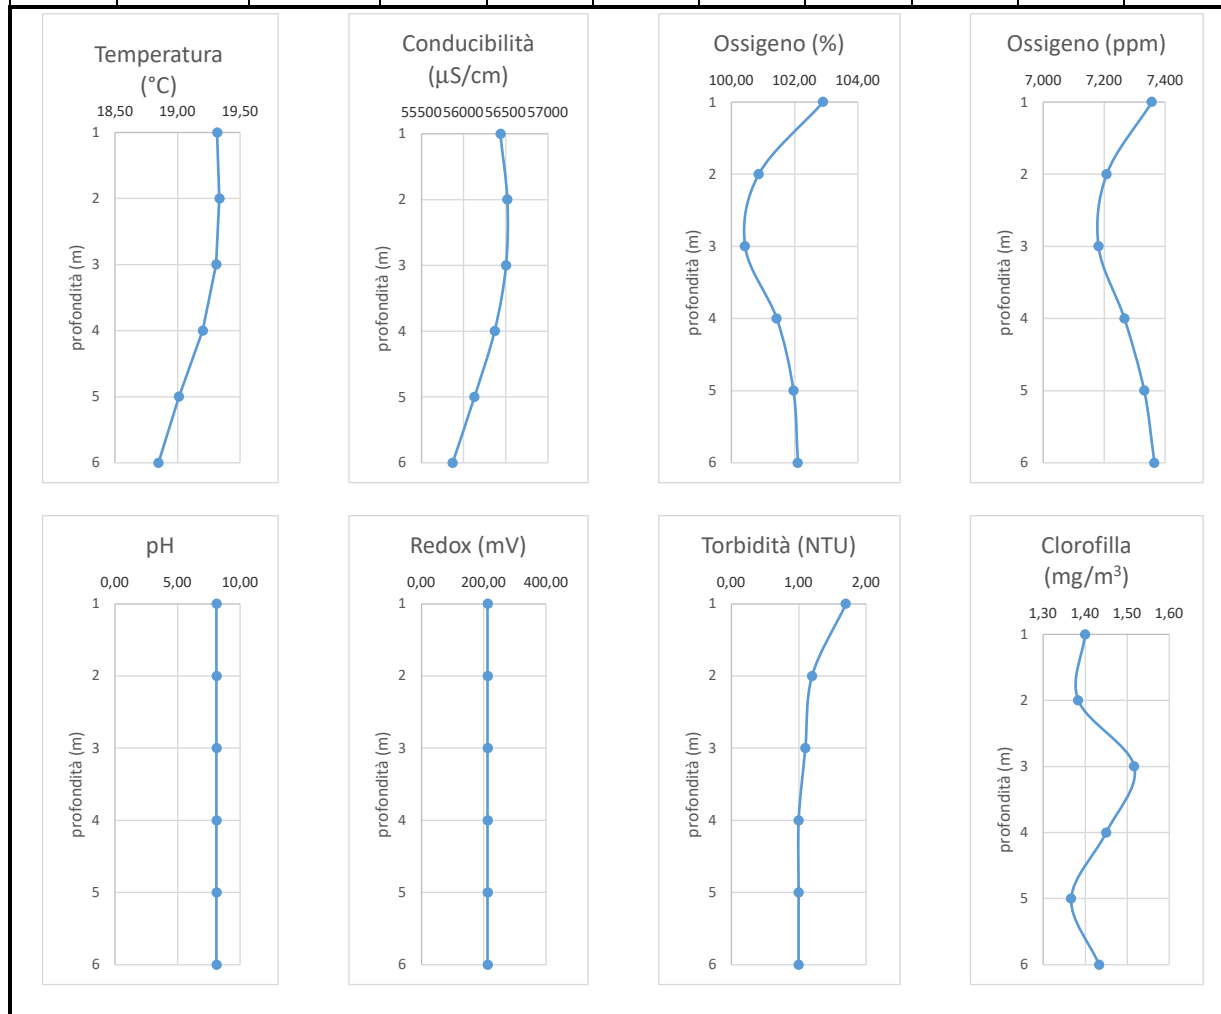 Temperatura
(°C)
18,50 19,00 19,50
1
2
3
4
5
6
profondità (m)
Conducibilità
(µS/cm)
55500 56000 56500 57000
1
2
3
4
5
6
profondità (m)
Ossigeno (%)
100,00 102,00 104,00
1
2
3
4
5
6
profondità (m)
Ossigeno (ppm)
7,000 7,200 7,400
1
2
3
4
5
6
profondità (m)
pH
0,00 5,00 10,00
1
2
3
4
5
6
profondità (m)
Redox (mV)
0,00 200,00 400,00
1
2
3
4
5
6
profondità (m)
Torbidità (NTU)
0,00 1,00 2,00
1
2
3
4
5
6
profondità (m)
Clorofilla
(mg/m³)
1,30 1,40 1,50 1,60
1
2
3
4
5
6
profondità (m)